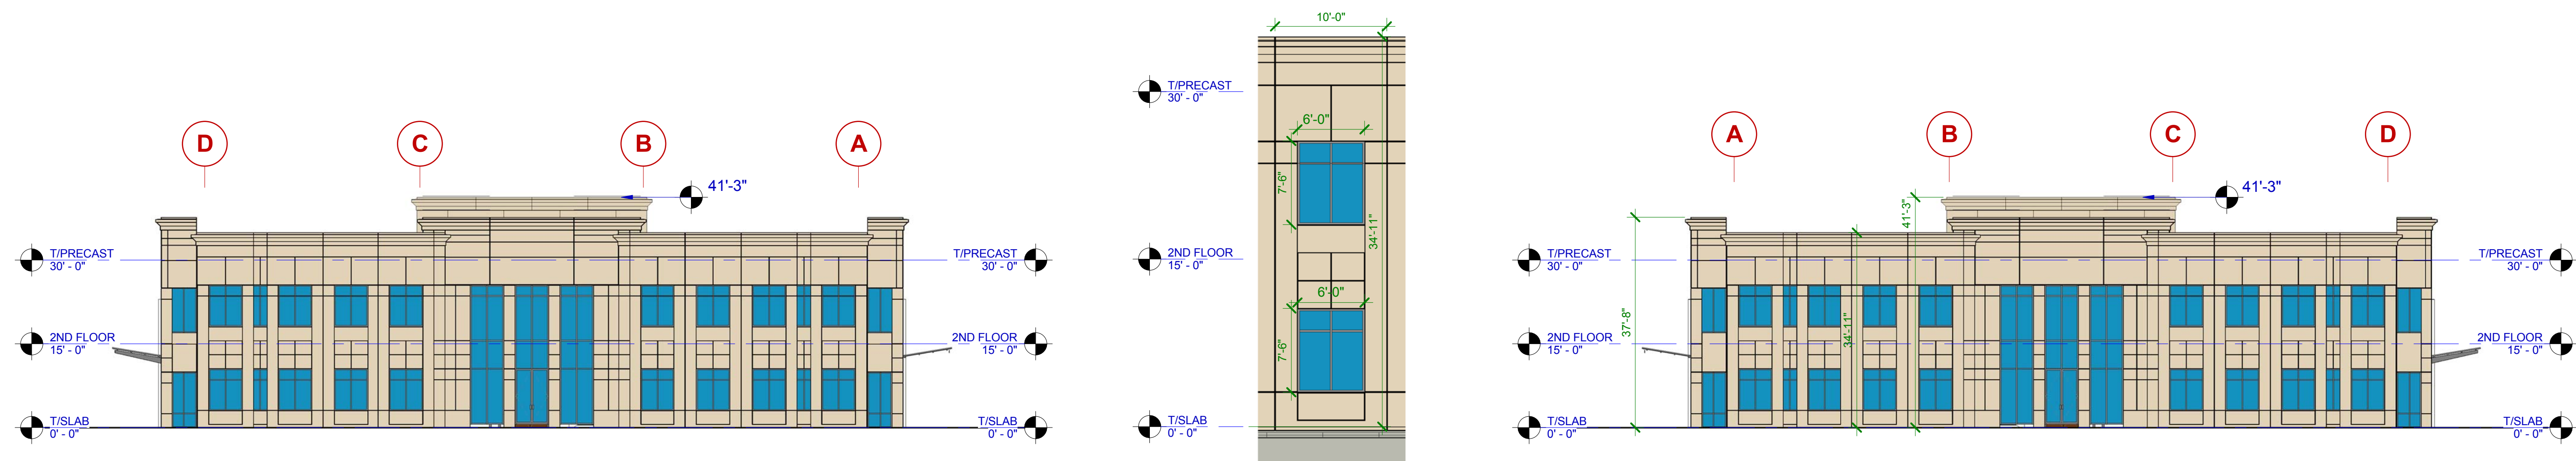 D
C
B
A
41'-3"
T/PRECAST
30' - 0"
T/PRECAST
30' - 0"
2ND FLOOR
15' - 0"
2ND FLOOR
15' - 0"
T/SLAB
0' - 0"
T/SLAB
0' - 0"
10'-0"
T/PRECAST
30' - 0"
6'-0"
7'-6"
34'-11"
2ND FLOOR
15' - 0"
6'-0"
7'-6"
T/SLAB
0' - 0"
A
B
C
D
41'-3"
41'-3"
37'-8"
34'-11"
T/PRECAST
30' - 0"
T/PRECAST
30' - 0"
2ND FLOOR
15' - 0"
2ND FLOOR
15' - 0"
T/SLAB
0' - 0"
T/SLAB
0' - 0"